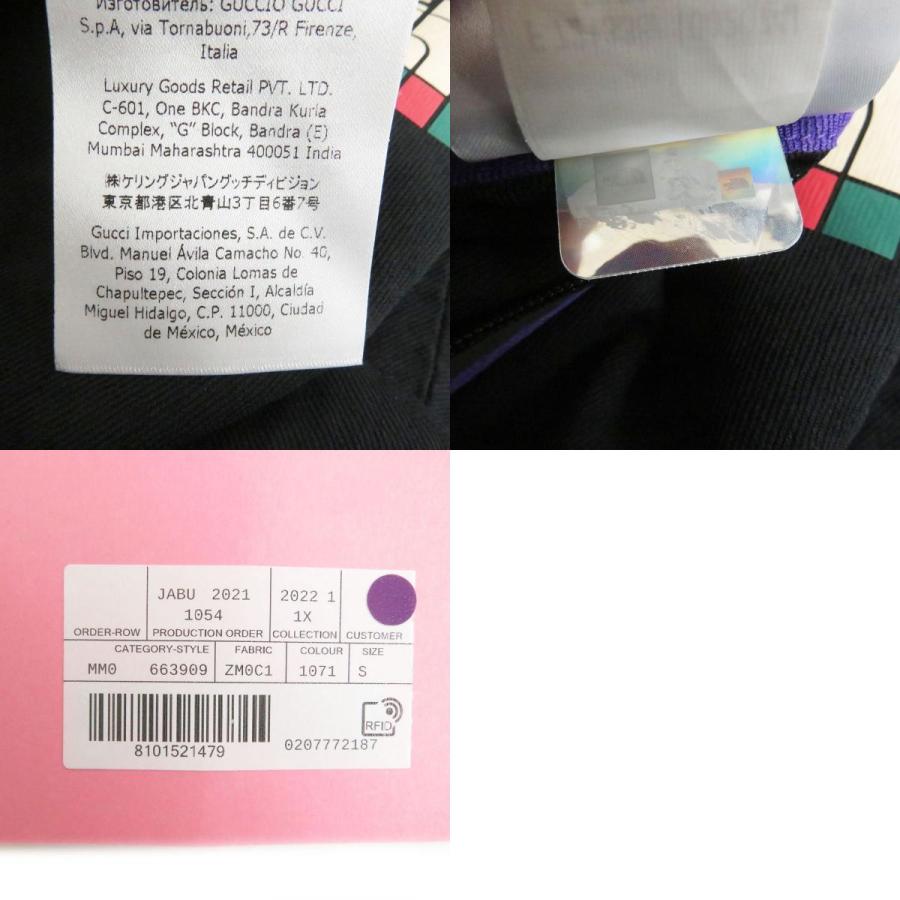 Изготовитель: GUCCIO GUCCI
S.p.A, via Tornabuoni,73/R Firenze,
Italia
Luxury Goods Retail PVT. LTD.
C-601, One BKC, Bandra Kurla
Complex, "G" Block, Bandra (E)
Mumbai Maharashtra 400051 India
㈱ケリングジャパングッチディビジョン
東京都港区北青山3丁目6番7号
Gucci Importaciones, S.A. de C.V.
Blvd. Manuel Ávila Camacho No. 40,
Piso 19, Colonia Lomas de
Chapultepec, Sección I, Alcaldía
Miguel Hidalgo, C.P. 11000, Ciudad
de México, México
JABU 2021 2022 1
1054 1X
ORDER-ROW PRODUCTION ORDER COLLECTION CUSTOMER
CATEGORY-STYLE FABRIC COLOUR SIZE
MM0 663909 ZM0C1 1071 S
RFID
8101521479 0207772187